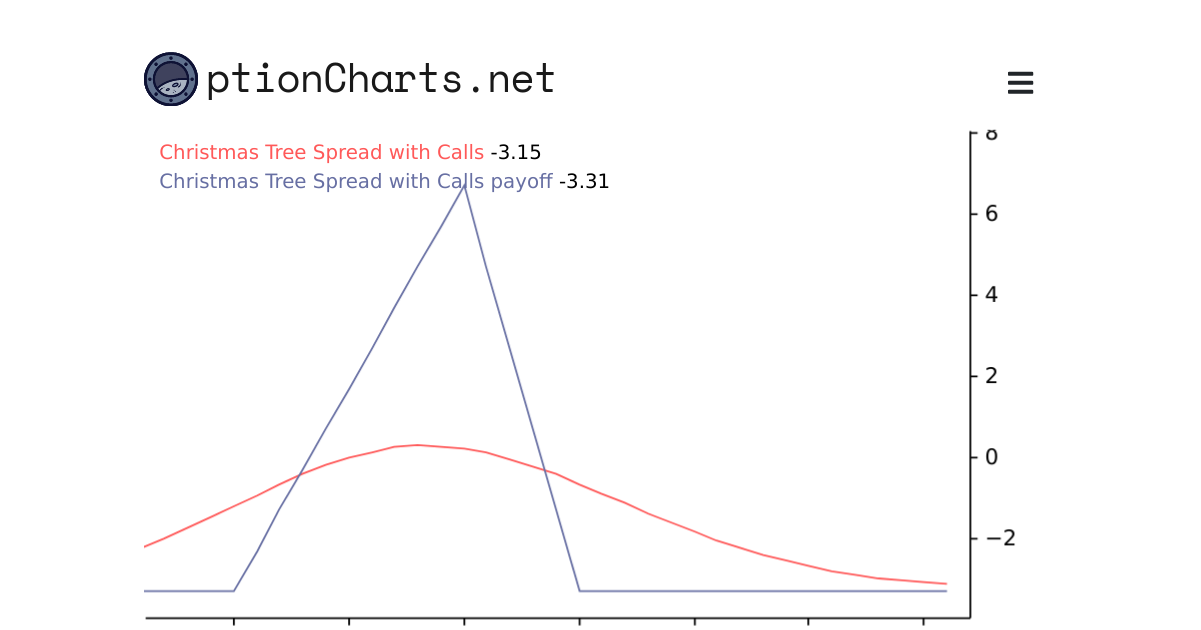 ptionCharts.net
Christmas Tree Spread with Calls -3.15
Christmas Tree Spread with Calls payoff -3.31
8
6
4
2
0
−2